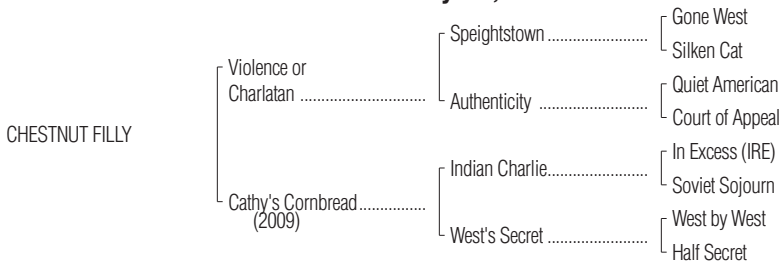 Gone West
Speightstown
Silken Cat
Violence or
Charlatan
Quiet American
Authenticity
Court of Appeal
CHESTNUT FILLY
In Excess (IRE)
Indian Charlie
Soviet Sojourn
Cathy's Cornbread
(2009)
West by West
West's Secret
Half Secret